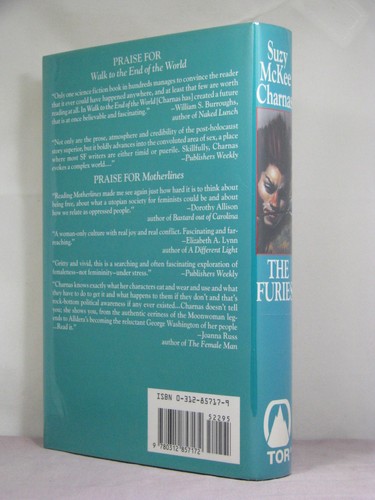 PRAISE FOR
Walk to the End of the World
"Only one science fiction book in hundreds manages to convince the reader
that it ever could have happened anywhere, and at least that few are worth
reading at all. In Walk to the End of the World [Charnas has] created a future
that is at once believable and fascinating."
—William S. Burroughs,
author of Naked Lunch
"Not only are the prose, atmosphere and credibility of the post-holocaust
story superior, but it boldly advances into the convoluted area of sex, a place
where most SF writers are either timid or puerile. Skillfully, Charnas
evokes a complex world...."
—Publishers Weekly
PRAISE FOR Motherlines
"Reading Motherlines made me see again just how hard it is to think about
being free, about what a utopian society for feminists could be and about
how we relate as oppressed people."
—Dorothy Allison
author of Bastard out of Carolina
"A woman-only culture with real joy and real conflict. Fascinating and far-
reaching."
—Elizabeth A. Lynn
author of A Different Light
and vivid, this is a searching and often fascinating exploration of
femaleness—not femininity—under stress."
—Publishers Weekly
"Charnas knows exactly what her characters eat and wear and use and what
they have to do to get it and what happens to them if they don't and that's
rock-bottom political awareness if any ever existed...Charnas doesn't tell
you; she shows you, from the authentic eeriness of the Moonwoman leg-
ends to Alldera's becoming the reluctant George Washington of her people
...Read it."
—Joanna Russ
author of The Female Man
ISBN 0-312-85717-9
52295
9 780312 857172
Suzy
McKee
Charnas
THE
FURIES
TOR